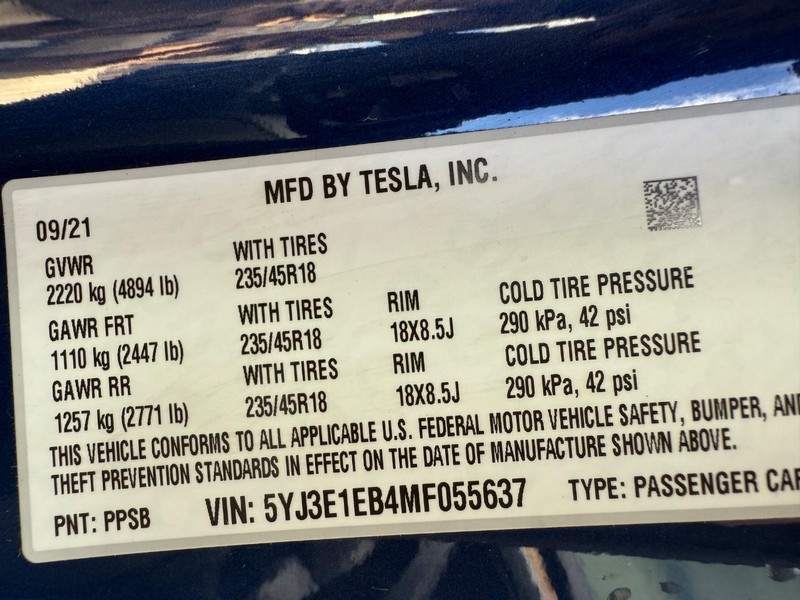 MFD BY TESLA, INC.
09/21
GVWR WITH TIRES
2220 kg (4894 lb) 235/45R18
GAWR FRT WITH TIRES RIM COLD TIRE PRESSURE
1110 kg (2447 lb) 235/45R18 18X8.5J 290 kPa, 42 psi
GAWR RR WITH TIRES RIM COLD TIRE PRESSURE
1257 kg (2771 lb) 235/45R18 18X8.5J 290 kPa, 42 psi
THIS VEHICLE CONFORMS TO ALL APPLICABLE U.S. FEDERAL MOTOR VEHICLE SAFETY, BUMPER, AN
THEFT PREVENTION STANDARDS IN EFFECT ON THE DATE OF MANUFACTURE SHOWN ABOVE.
PNT: PPSB VIN: 5YJ3E1EB4MF055637 TYPE: PASSENGER CAR